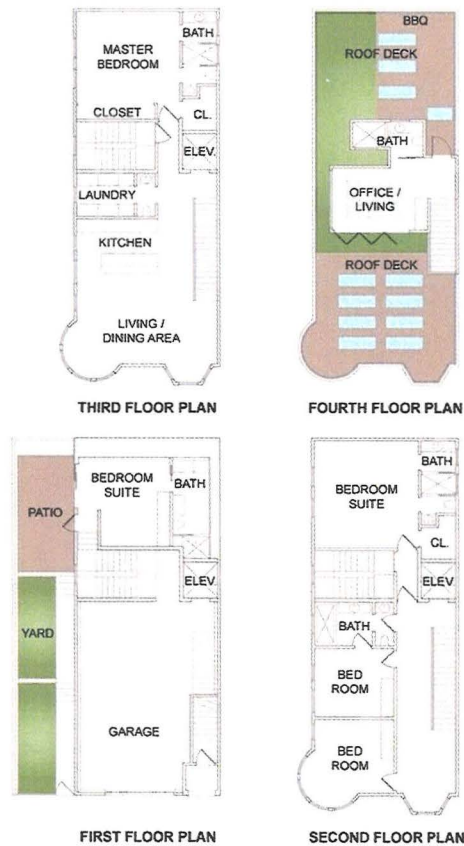 MASTER
BEDROOM
BATH
CLOSET
CL.
ELEV.
LAUNDRY
KITCHEN
LIVING /
DINING AREA
THIRD FLOOR PLAN
BBQ
ROOF DECK
BATH
OFFICE /
LIVING
ROOF DECK
FOURTH FLOOR PLAN
BEDROOM
SUITE
BATH
PATIO
ELEV.
YARD
GARAGE
FIRST FLOOR PLAN
BATH
BEDROOM
SUITE
CL.
ELEV.
BATH
BED
ROOM
BED
ROOM
SECOND FLOOR PLAN